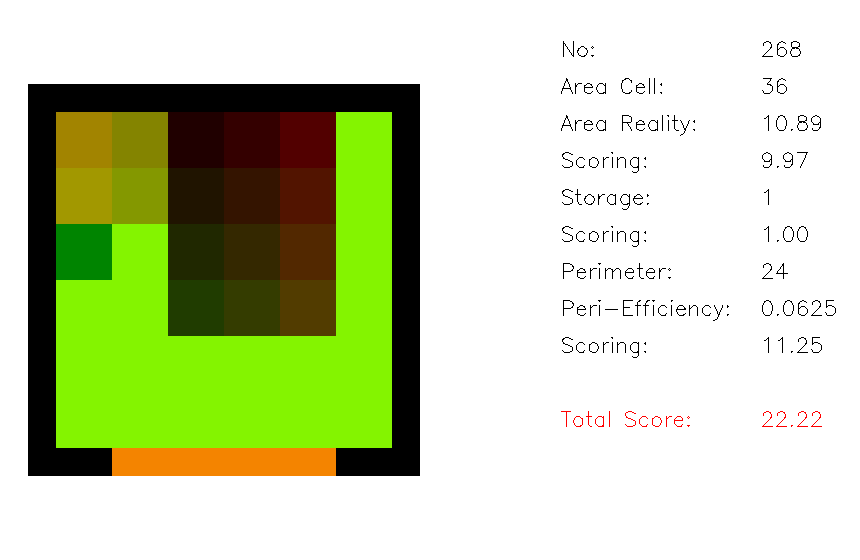 No: 268
Area Cell: 36
Area Reality: 10.89
Scoring: 9.97
Storage: 1
Scoring: 1.00
Perimeter: 24
Peri-Efficiency: 0.0625
Scoring: 11.25
Total Score: 22.22